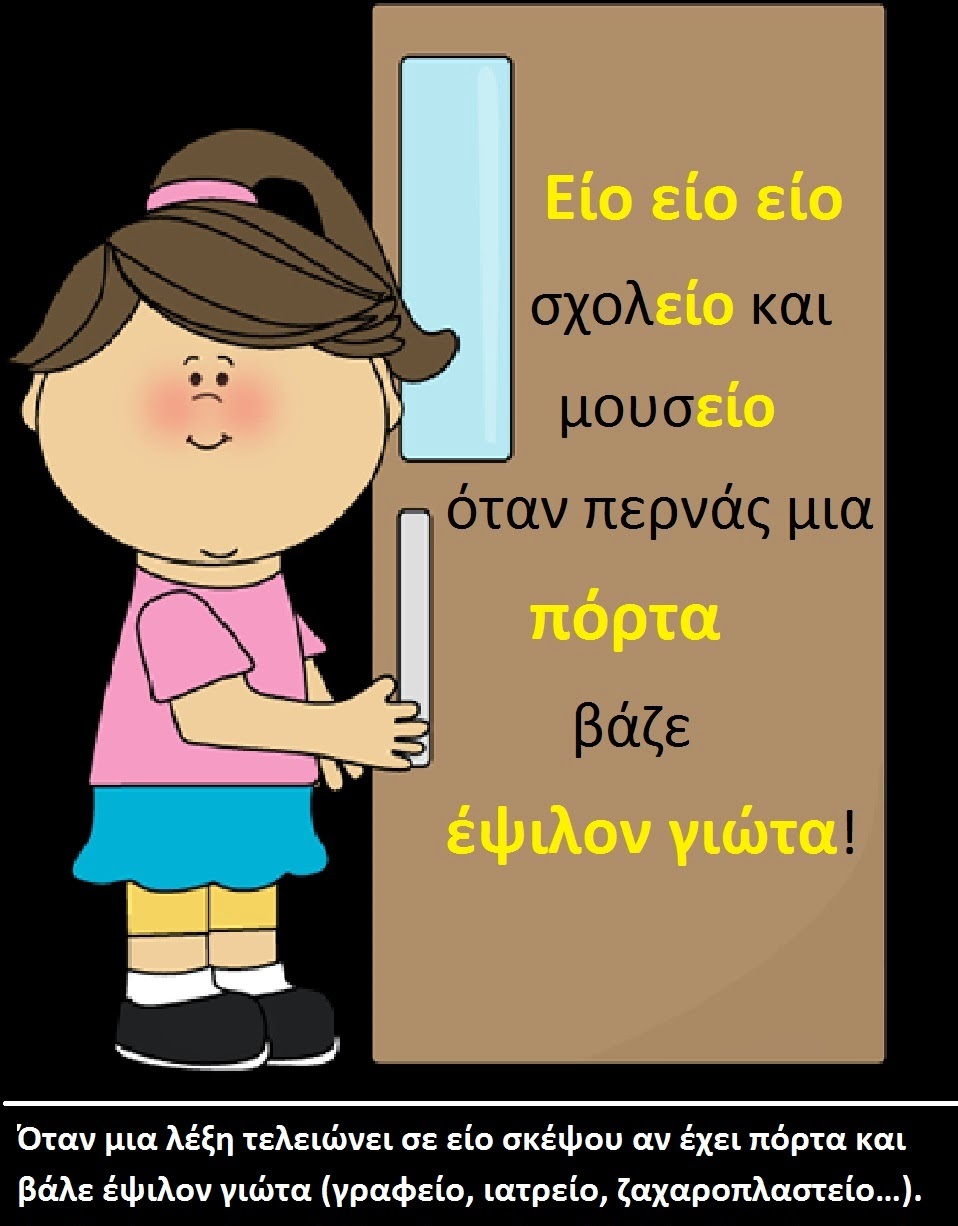 Είο είο είο
σχολείο και
μουσείο
όταν περνάς μια
πόρτα
βάζε
έψιλον γιώτα!
Όταν μια λέξη τελειώνει σε είο σκέψου αν έχει πόρτα και
βάλε έψιλον γιώτα (γραφείο, ιατρείο, ζαχαροπλαστείο…).